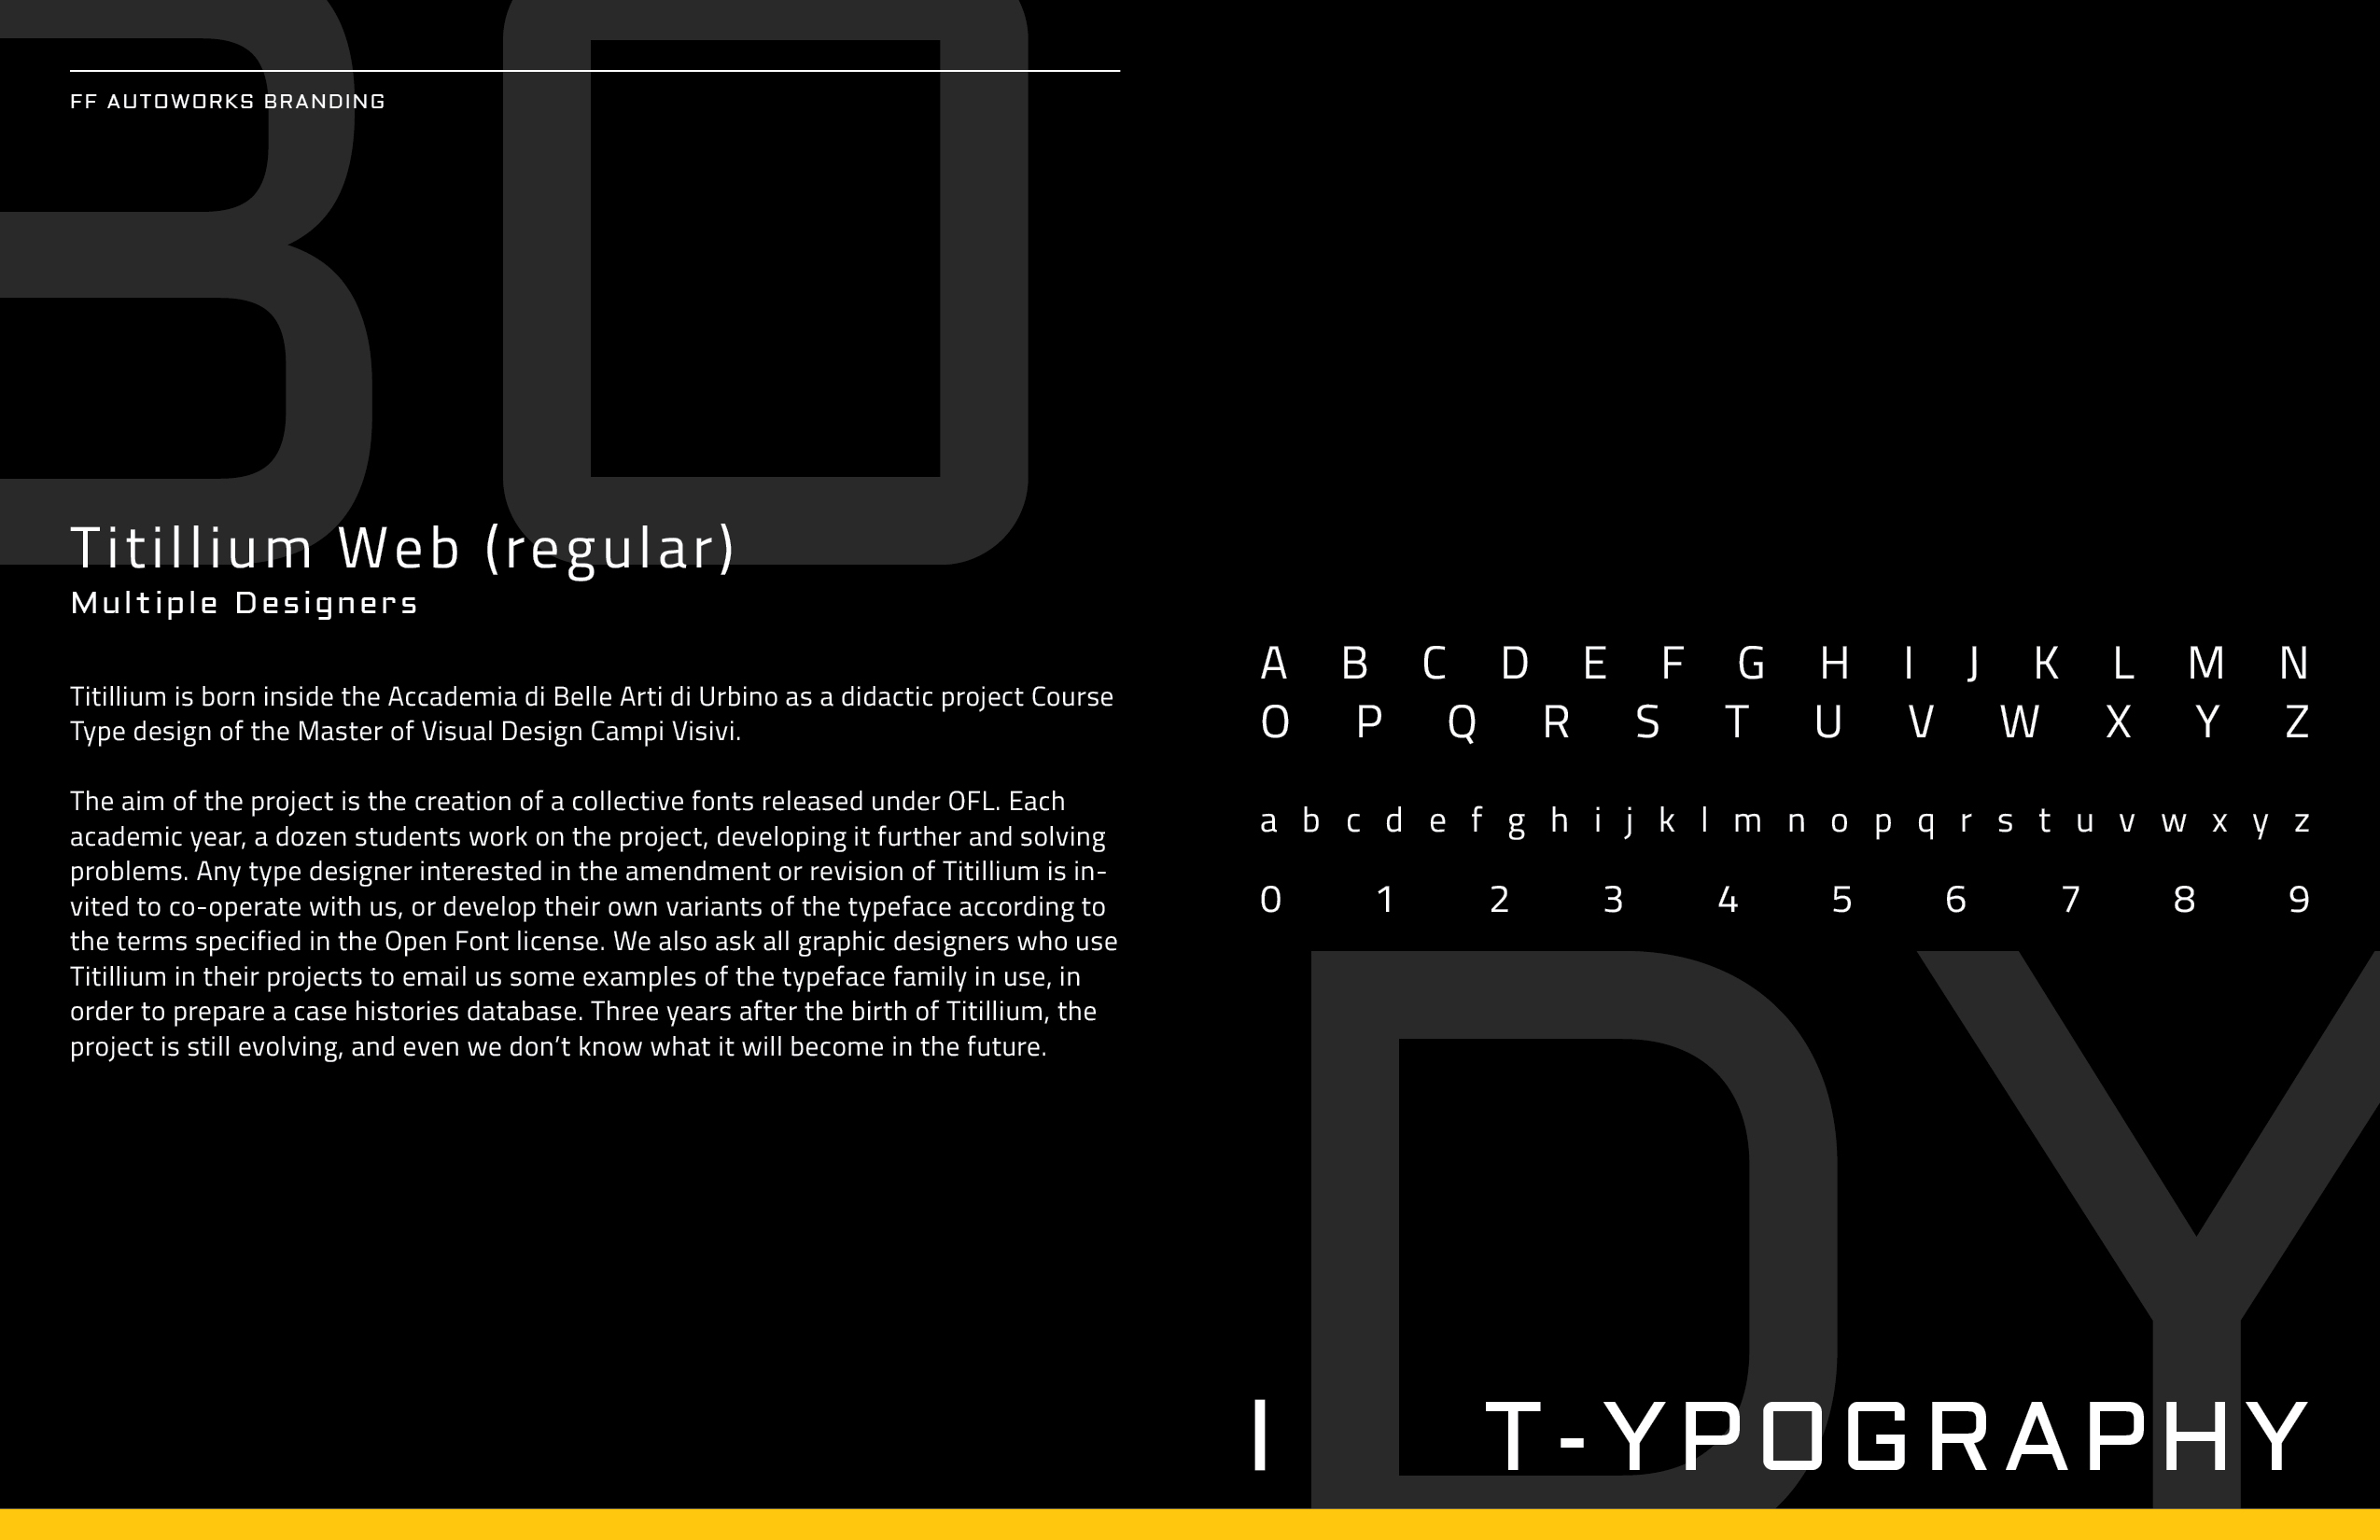 BO
FF AUTOWORKS BRANDING
Titillium Web (regular)
Multiple Designers
Titillium is born inside the Accademia di Belle Arti di Urbino as a didactic project Course
Type design of the Master of Visual Design Campi Visivi.
The aim of the project is the creation of a collective fonts released under OFL. Each
academic year, a dozen students work on the project, developing it further and solving
problems. Any type designer interested in the amendment or revision of Titillium is in-
vited to co-operate with us, or develop their own variants of the typeface according to
the terms specified in the Open Font license. We also ask all graphic designers who use
Titillium in their projects to email us some examples of the typeface family in use, in
order to prepare a case histories database. Three years after the birth of Titillium, the
project is still evolving, and even we don’t know what it will become in the future.
A B C D E F G H I J K L M N
O P Q R S T U V W X Y Z
a b c d e f g h i j k l m n o p q r s t u v w x y z
0 1 2 3 4 5 6 7 8 9
DY
I T-YPOGRAPHY